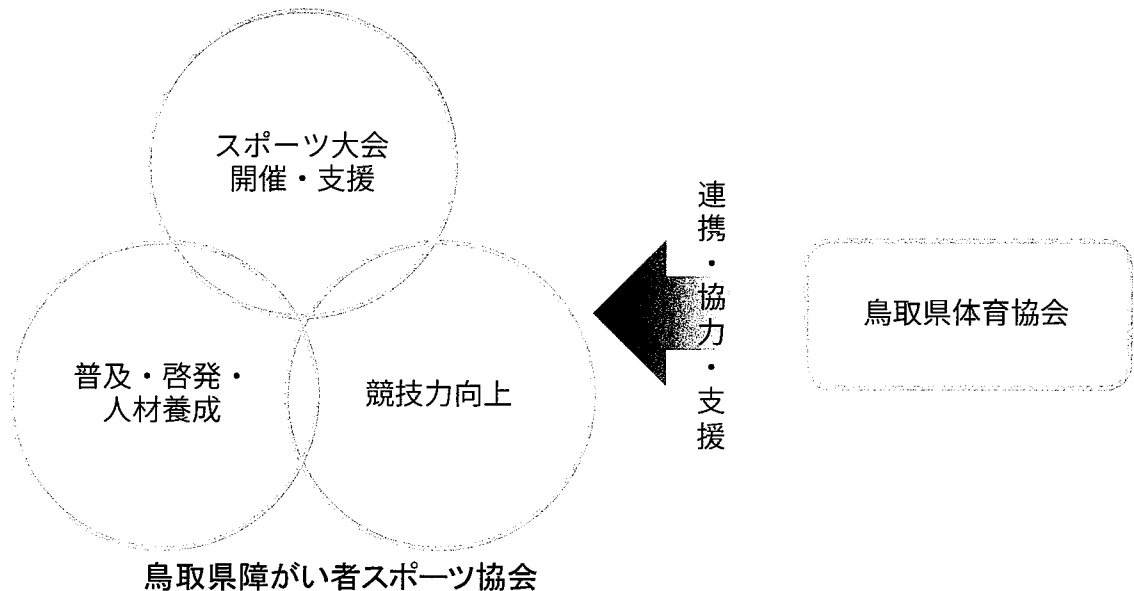 スポーツ大会
開催・支援
普及・啓発・
人材養成
競技力向上
連携・協力・支援
鳥取県体育協会
鳥取県障がい者スポーツ協会